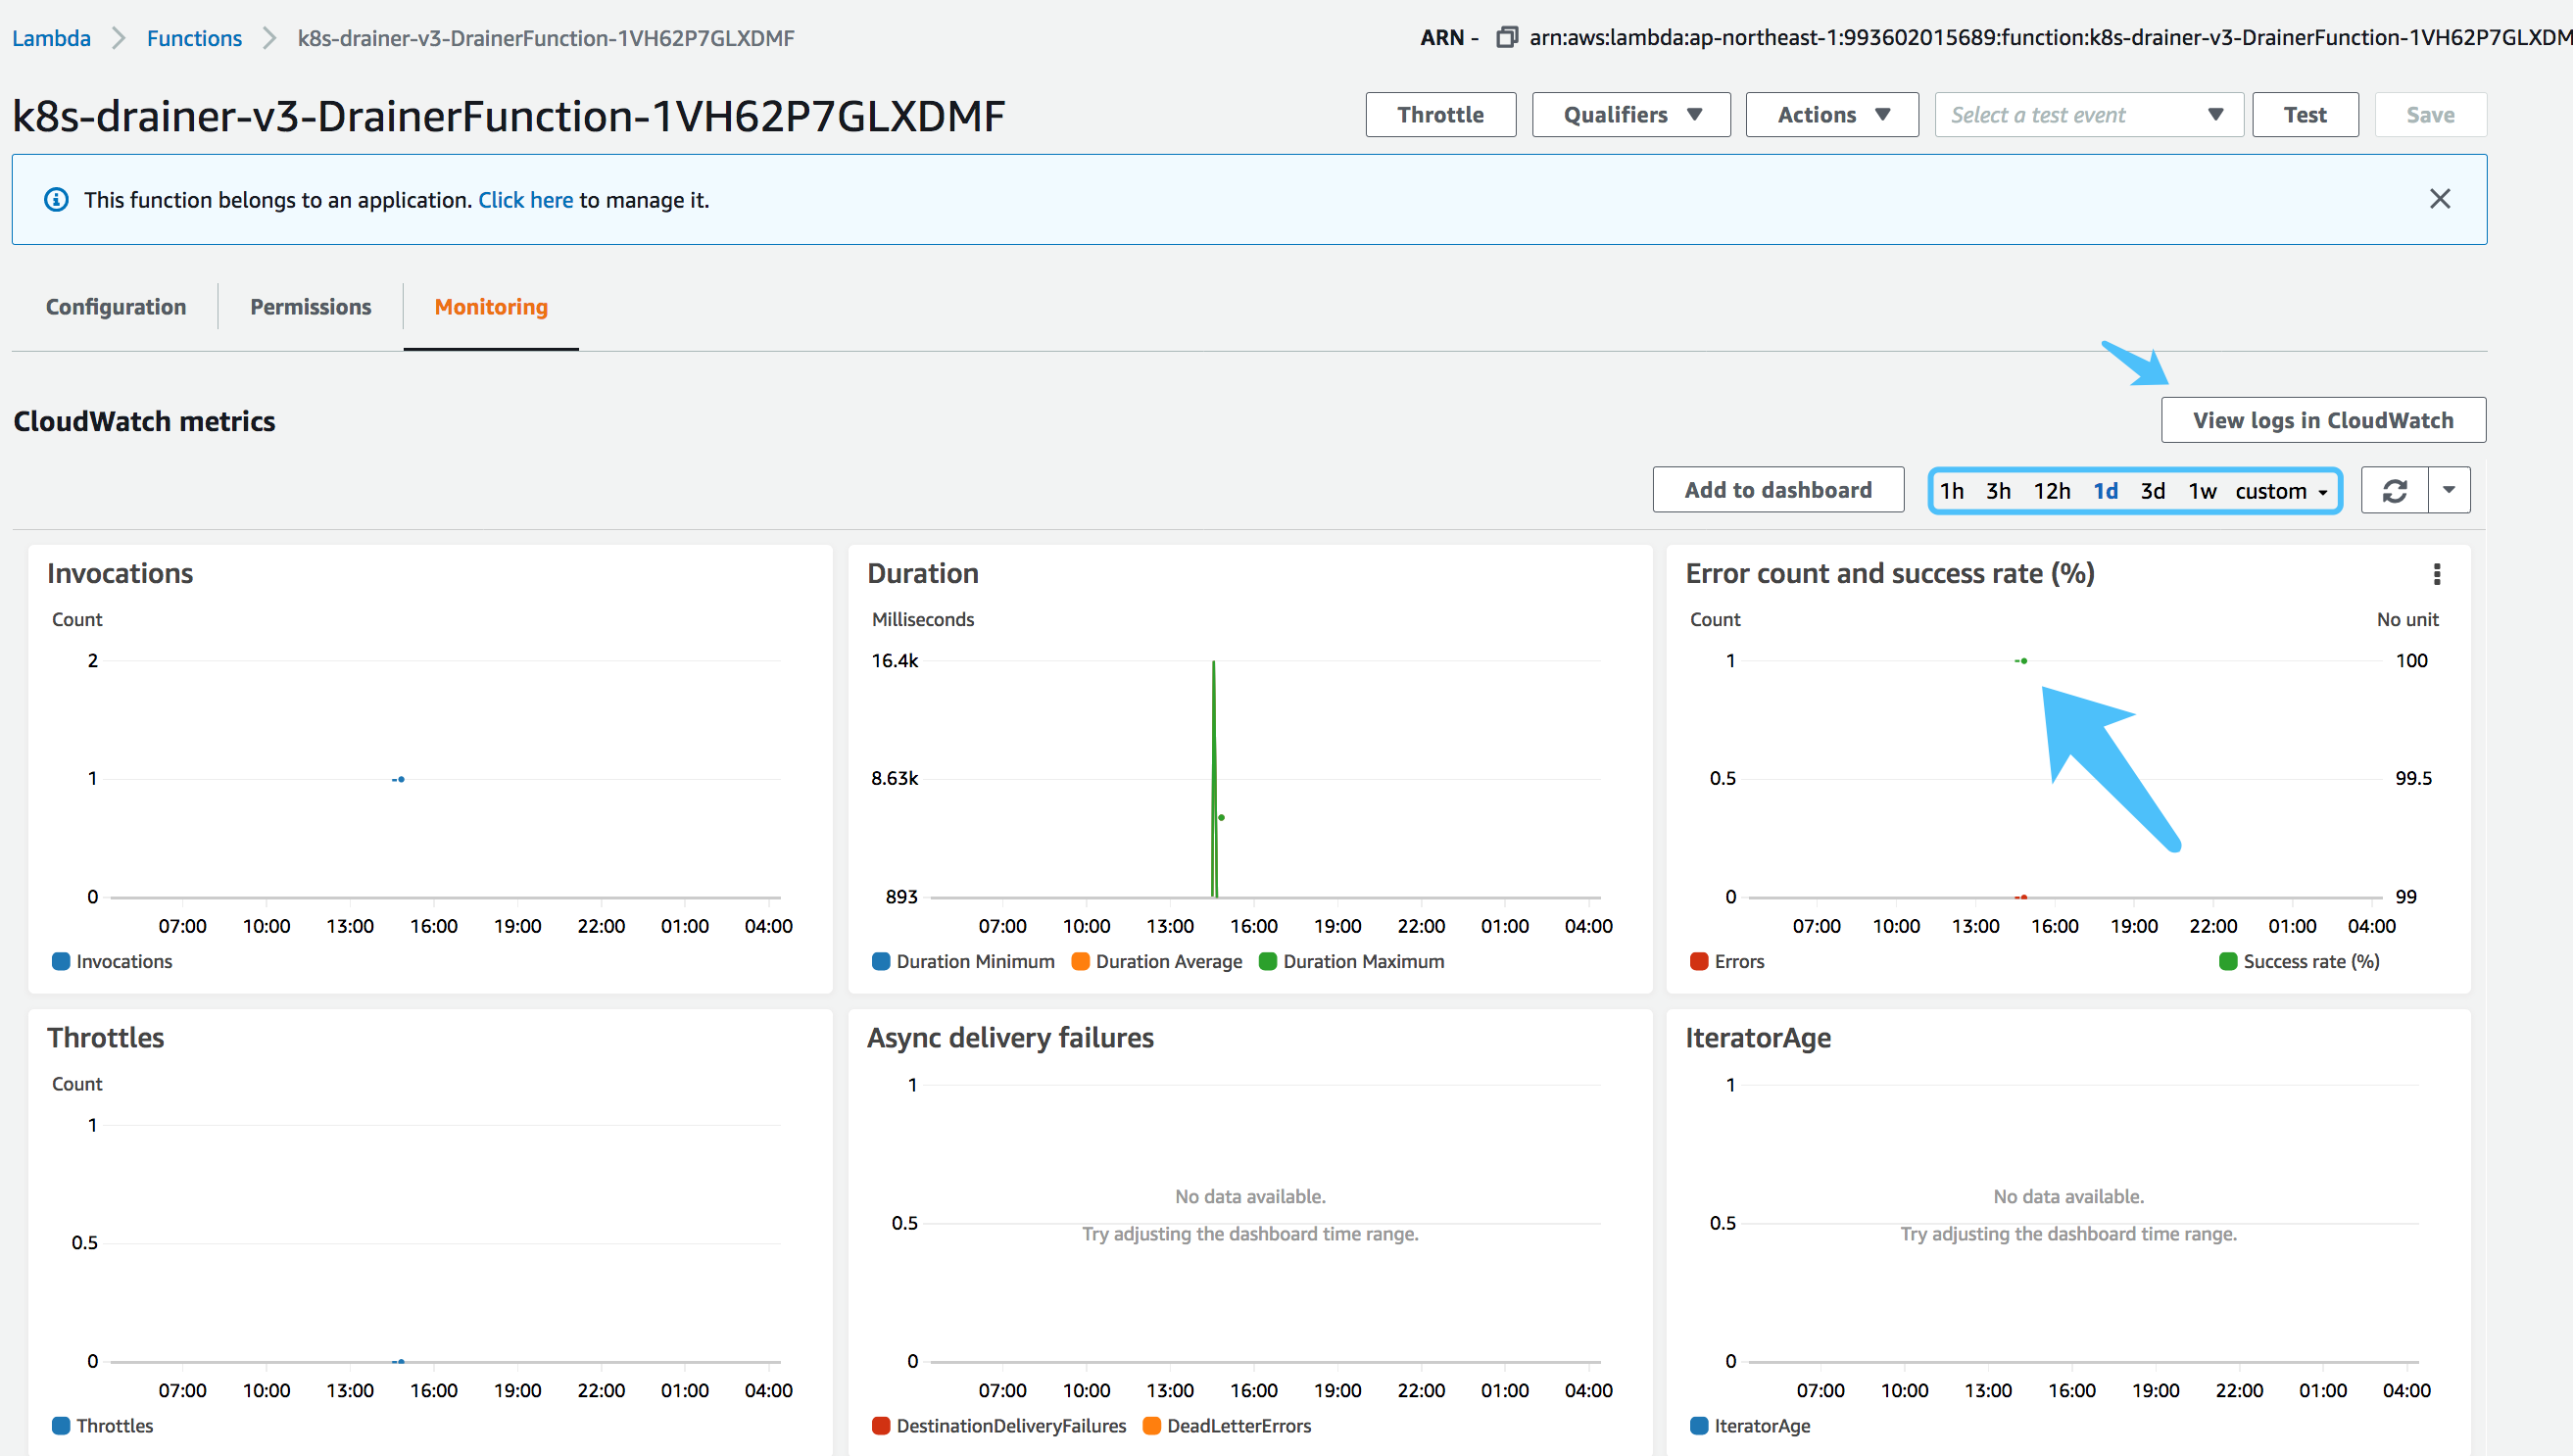 Lambda > Functions > k8s-drainer-v3-DrainerFunction-1VH62P7GLXDMF
ARN - arn:aws:lambda:ap-northeast-1:993602015689:function:k8s-drainer-v3-DrainerFunction-1VH62P7GLXDM
k8s-drainer-v3-DrainerFunction-1VH62P7GLXDMF
Throttle
Qualifiers
Actions
Select a test event
Test
Save
This function belongs to an application. Click here to manage it.
Configuration
Permissions
Monitoring
CloudWatch metrics
View logs in CloudWatch
Add to dashboard
1h 3h 12h 1d 3d 1w custom
Invocations
Count
2
1
0
07:00 10:00 13:00 16:00 19:00 22:00 01:00 04:00
Invocations
Duration
Milliseconds
16.4k
8.63k
893
07:00 10:00 13:00 16:00 19:00 22:00 01:00 04:00
Duration Minimum Duration Average Duration Maximum
Error count and success rate (%)
Count No unit
1 100
0.5 99.5
0 99
07:00 10:00 13:00 16:00 19:00 22:00 01:00 04:00
Errors Success rate (%)
Throttles
Count
1
0.5
0
07:00 10:00 13:00 16:00 19:00 22:00 01:00 04:00
Throttles
Async delivery failures
1
No data available.
0.5
Try adjusting the dashboard time range.
0
07:00 10:00 13:00 16:00 19:00 22:00 01:00 04:00
DestinationDeliveryFailures DeadLetterErrors
IteratorAge
1
No data available.
0.5
Try adjusting the dashboard time range.
0
07:00 10:00 13:00 16:00 19:00 22:00 01:00 04:00
IteratorAge